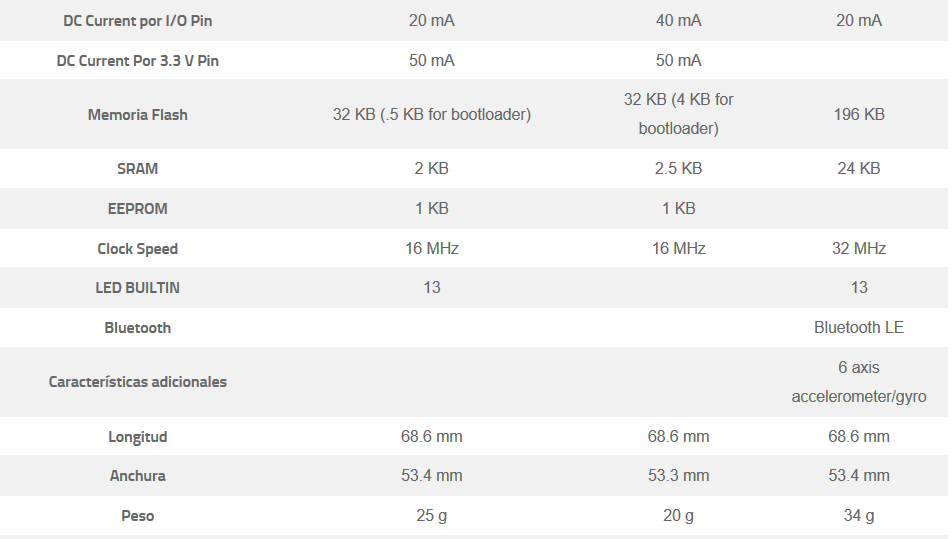 DC Current por I/O Pin 20 mA 40 mA 20 mA
DC Current Por 3.3 V Pin 50 mA 50 mA
Memoria Flash 32 KB (.5 KB for bootloader) 32 KB (4 KB for
bootloader) 196 KB
SRAM 2 KB 2.5 KB 24 KB
EEPROM 1 KB 1 KB
Clock Speed 16 MHz 16 MHz 32 MHz
LED BUILTIN 13 13
Bluetooth Bluetooth LE
Características adicionales 6 axis
accelerometer/gyro
Longitud 68.6 mm 68.6 mm 68.6 mm
Anchura 53.4 mm 53.3 mm 53.4 mm
Peso 25 g 20 g 34 g